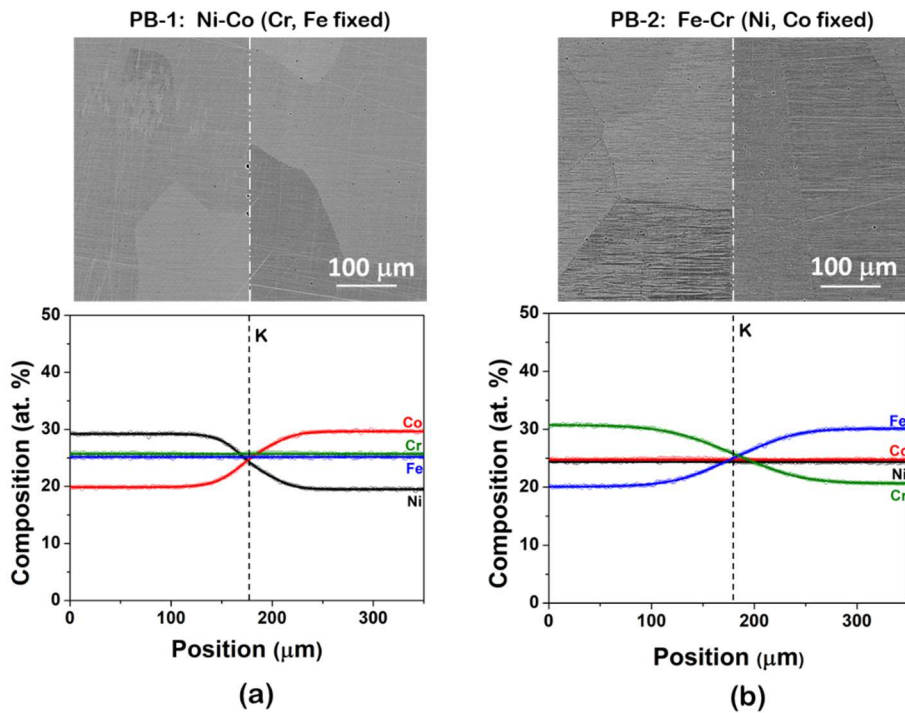 PB-1: Ni-Co (Cr, Fe fixed)
100 μm
50
40
30
20
10
0
Composition (at. %)
K
Co
Cr
Fe
Ni
0
100
200
300
Position (μm)
(a)
PB-2: Fe-Cr (Ni, Co fixed)
100 μm
50
40
30
20
10
0
Composition (at. %)
K
Fe
Co
Ni
Cr
0
100
200
300
Position (μm)
(b)